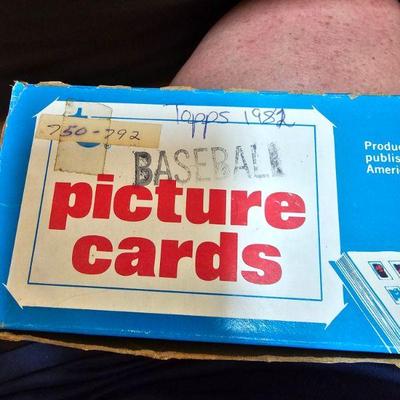 Topps 1982
750-792
t
BASEBALL
picture
cards
Produc
publis
Americ